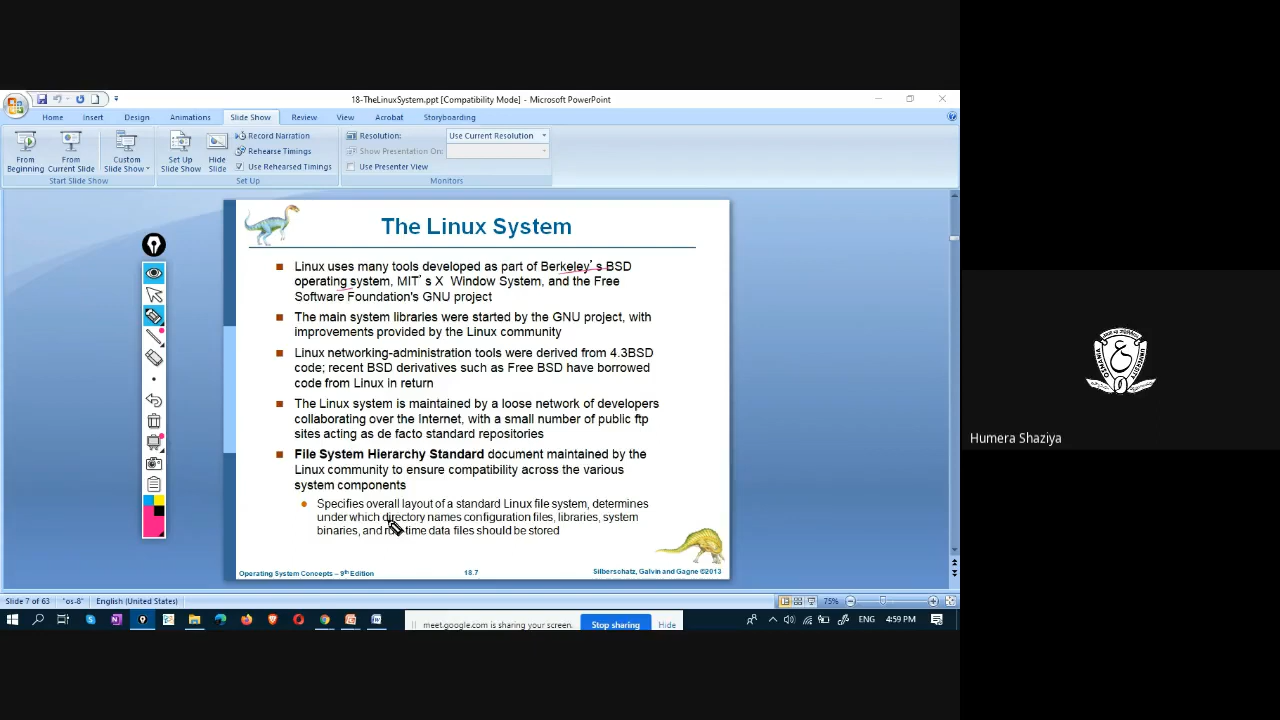 18-TheLinuxSystem.ppt [Compatibility Mode] - Microsoft PowerPoint
Home Insert Design Animations Slide Show Review View Acrobat Storyboarding
From Beginning
From Current Slide
Custom Slide Show
Set Up Slide Show
Hide Slide
Record Narration
Rehearse Timings
Use Rehearsed Timings
Resolution: Use Current Resolution
Show Presentation On:
Use Presenter View
Start Slide Show Set Up Monitors
The Linux System
Linux uses many tools developed as part of Berkeley’s BSD
operating system, MIT’s X Window System, and the Free
Software Foundation's GNU project
The main system libraries were started by the GNU project, with
improvements provided by the Linux community
Linux networking-administration tools were derived from 4.3BSD
code; recent BSD derivatives such as Free BSD have borrowed
code from Linux in return
The Linux system is maintained by a loose network of developers
collaborating over the Internet, with a small number of public ftp
sites acting as de facto standard repositories
File System Hierarchy Standard document maintained by the
Linux community to ensure compatibility across the various
system components
Specifies overall layout of a standard Linux file system, determines
under which directory names configuration files, libraries, system
binaries, and run-time data files should be stored
Operating System Concepts – 9th Edition 18.7 Silberschatz, Galvin and Gagne ©2013
Slide 7 of 63 "os-8" English (United States) 75%
meet.google.com is sharing your screen. Stop sharing Hide
ENG 4:59 PM
Humera Shaziya